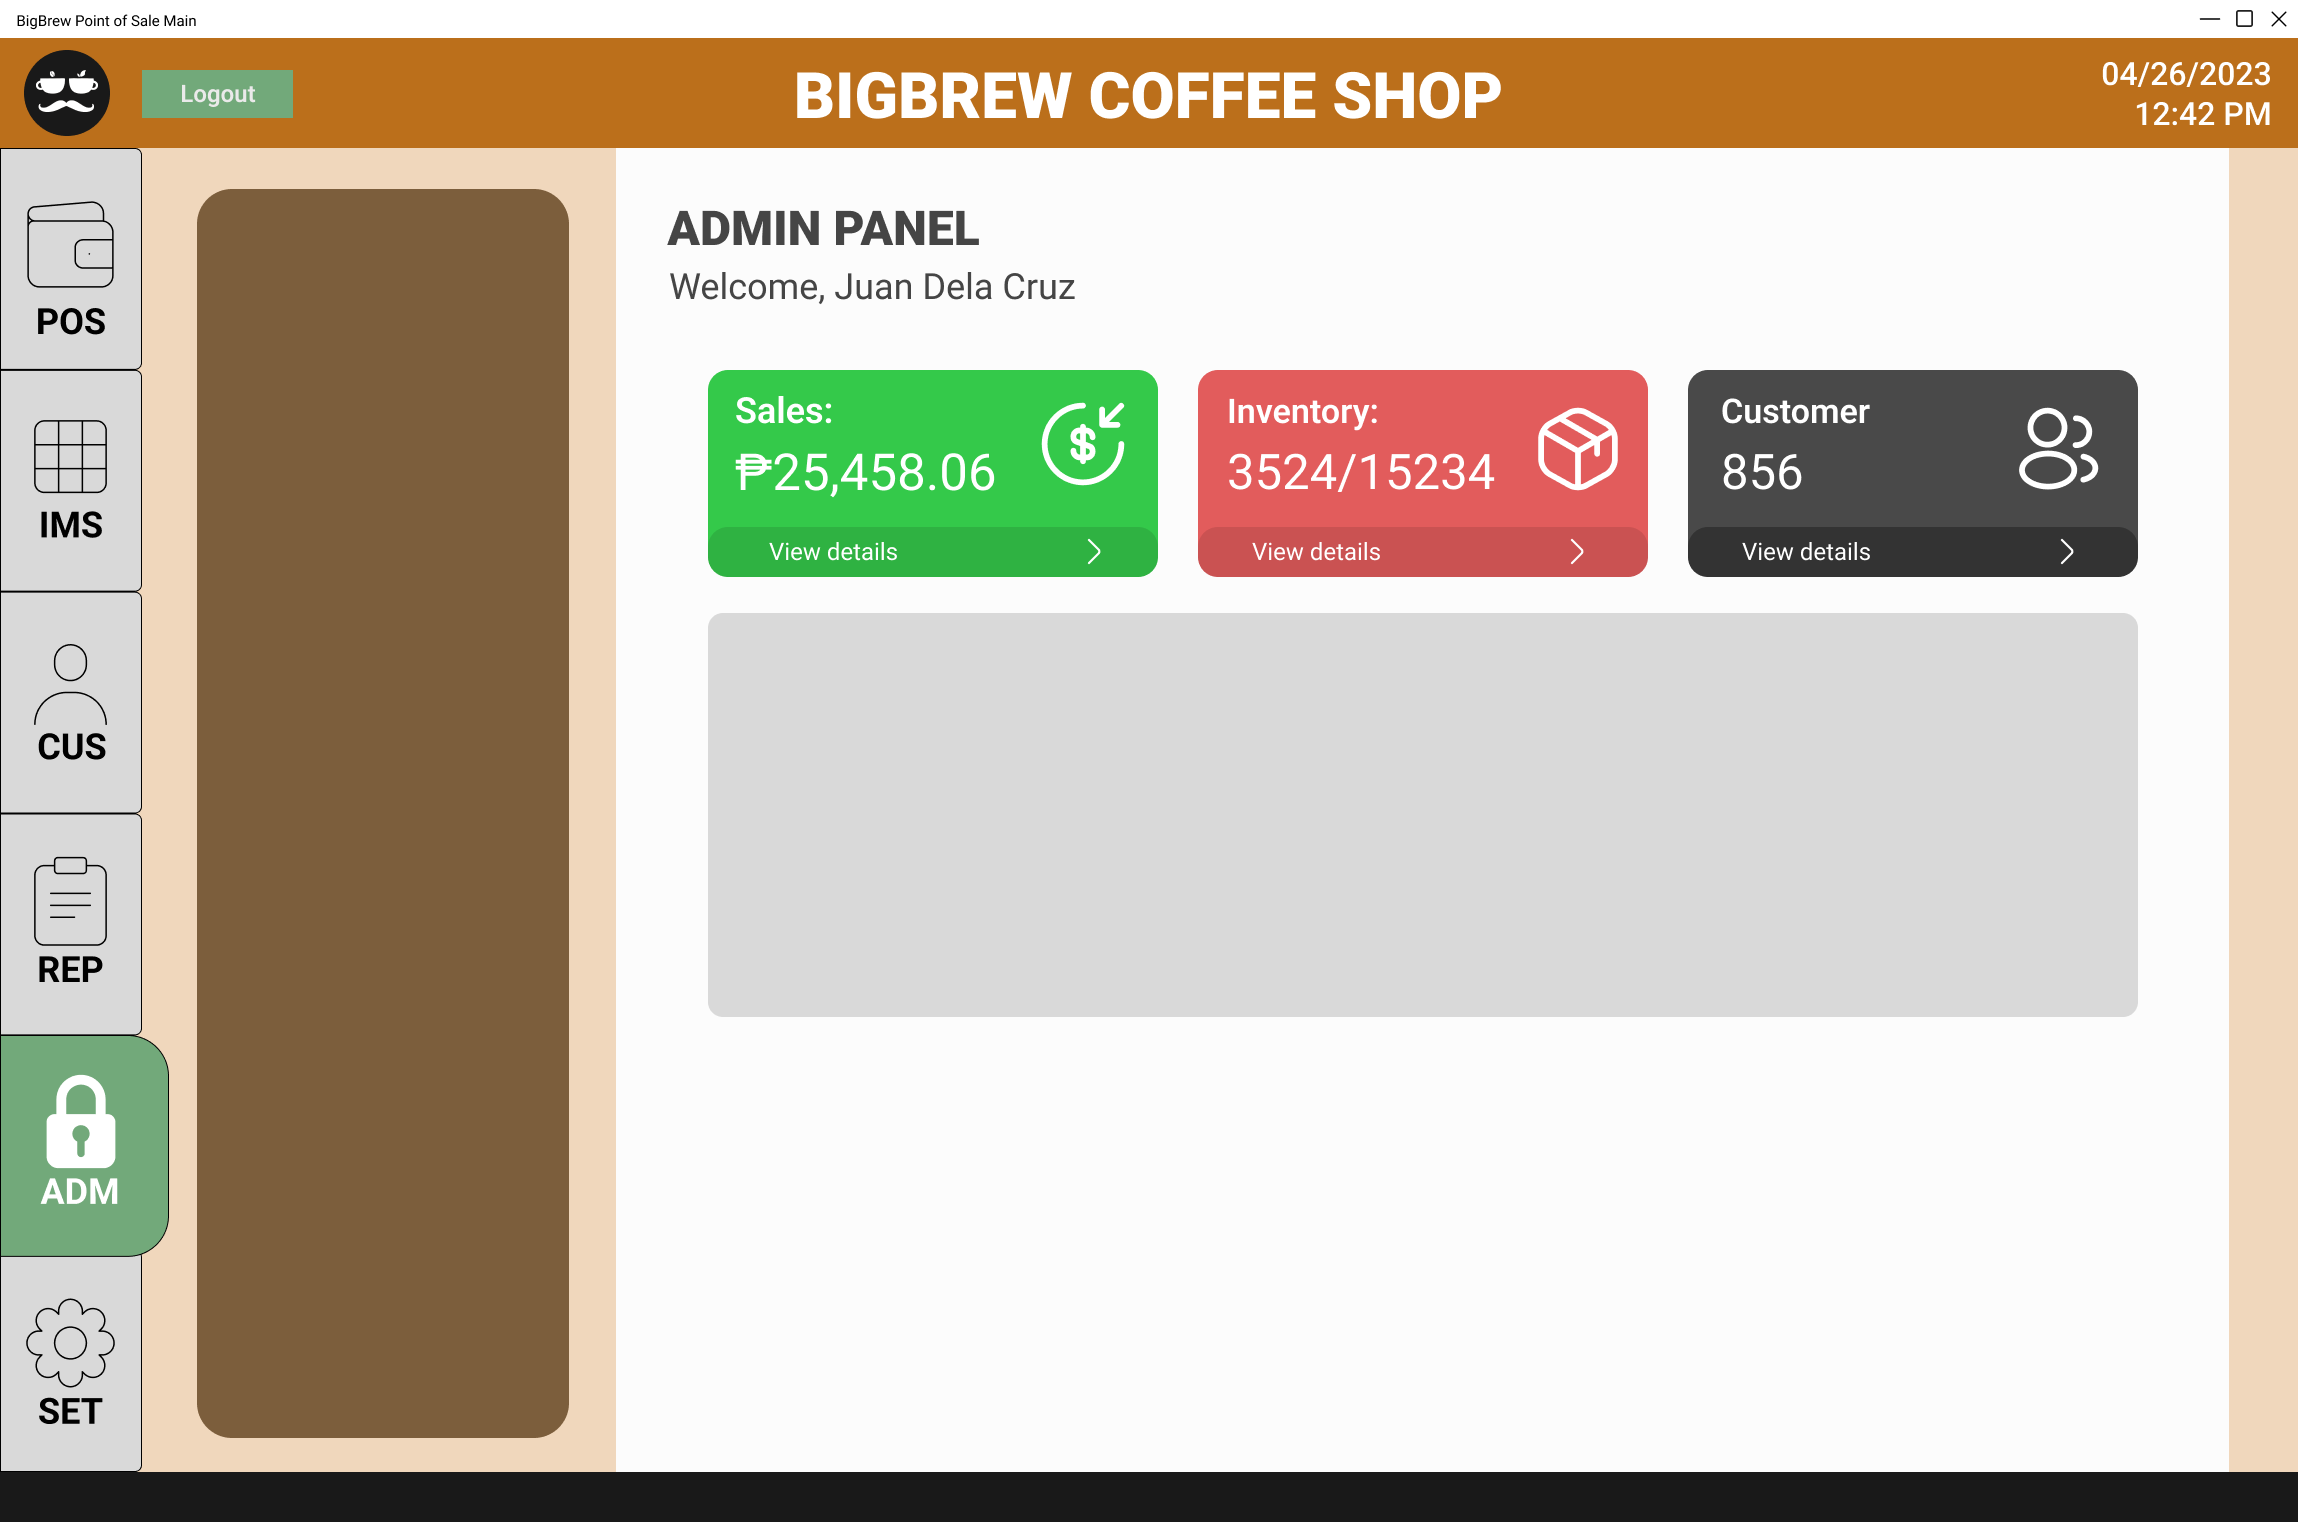 BigBrew Point of Sale Main
Logout
BIGBREW COFFEE SHOP
04/26/2023
12:42 PM
POS
IMS
CUS
REP
ADM
SET
ADMIN PANEL
Welcome, Juan Dela Cruz
Sales:
₱25,458.06
View details
Inventory:
3524/15234
View details
Customer
856
View details